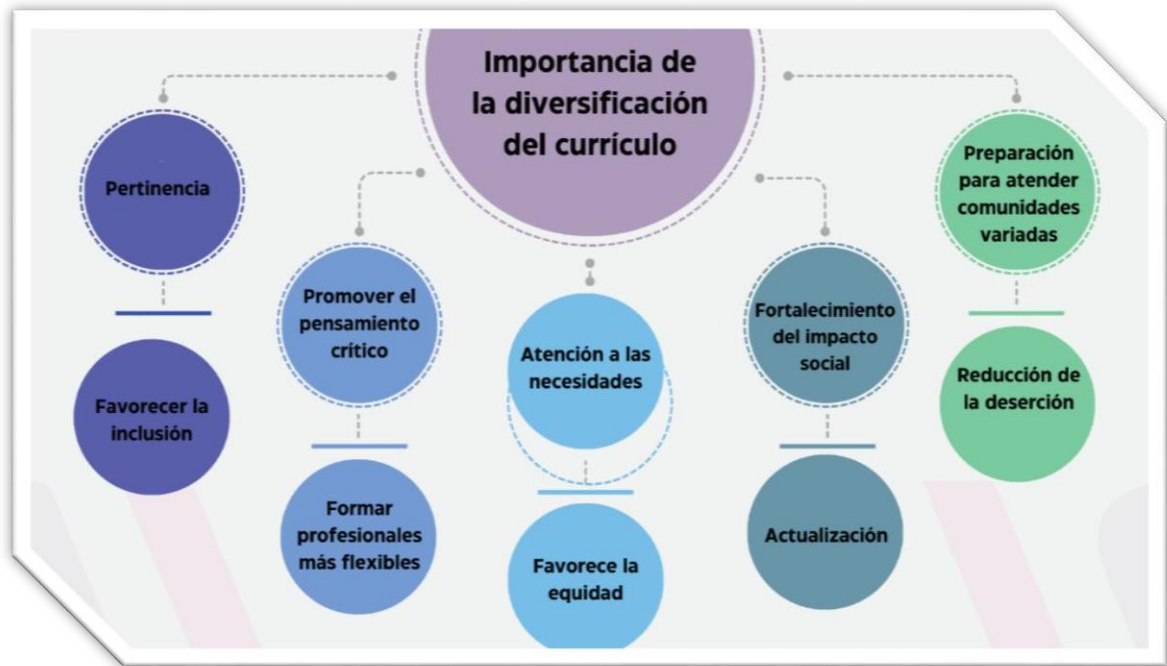 Importancia de
la diversificación
del currículo
Pertinencia
Favorecer la
inclusión
Promover el
pensamiento
crítico
Formar
profesionales
más flexibles
Atención a las
necesidades
Favorece la
equidad
Fortalecimiento
del impacto
social
Actualización
Preparación
para atender
comunidades
variadas
Reducción de
la deserción